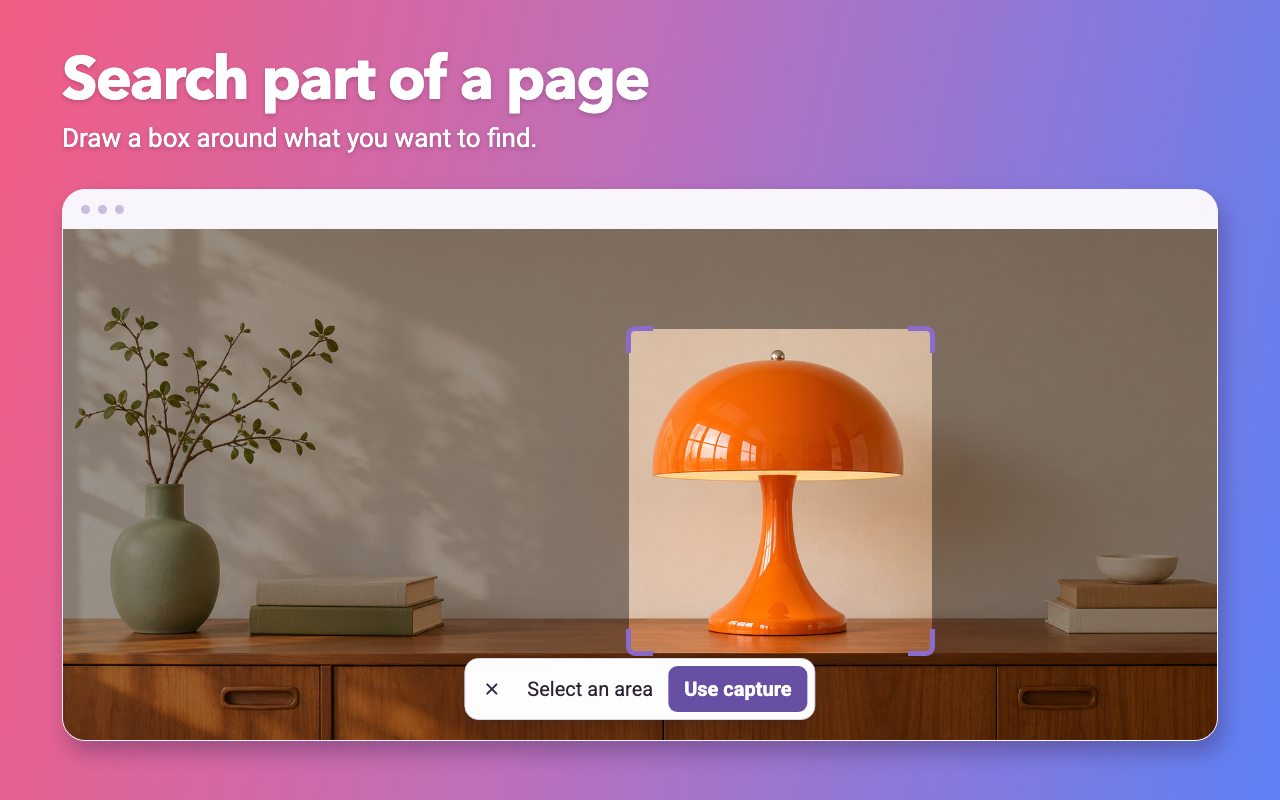 Search part of a page
Draw a box around what you want to find.
× Select an area Use capture